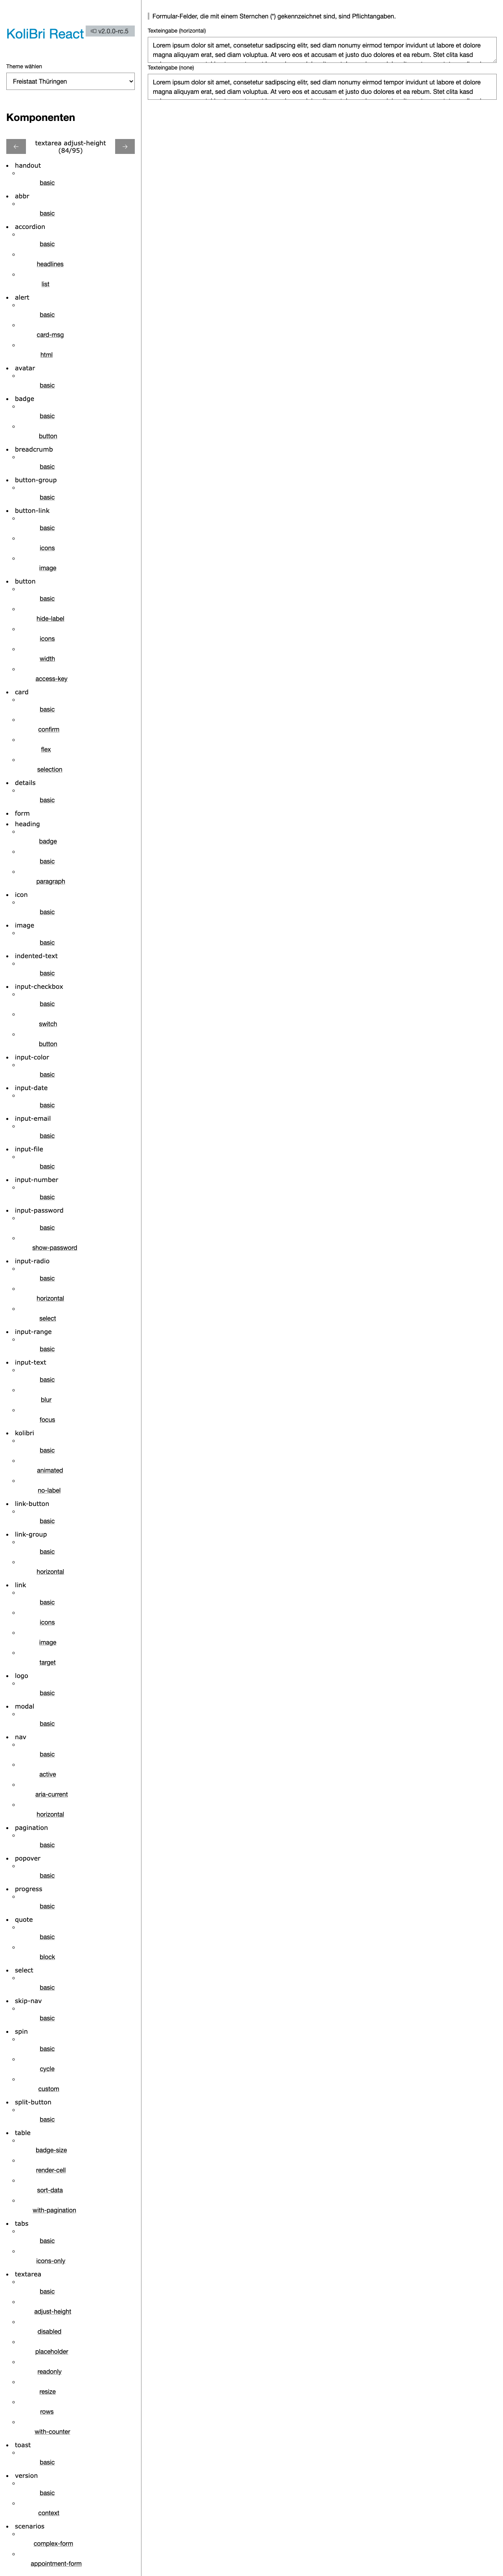 KoliBri React
v2.0.0-rc.5
Theme wählen
Freistaat Thüringen
Komponenten
←
textarea adjust-height
(84/95)
→
handout
basic
abbr
basic
accordion
basic
headlines
list
alert
basic
card-msg
html
avatar
basic
badge
basic
button
breadcrumb
basic
button-group
basic
button-link
basic
icons
image
button
basic
hide-label
icons
width
access-key
card
basic
confirm
flex
selection
details
basic
form
heading
badge
basic
paragraph
icon
basic
image
basic
indented-text
basic
input-checkbox
basic
switch
button
input-color
basic
input-date
basic
input-email
basic
input-file
basic
input-number
basic
input-password
basic
show-password
input-radio
basic
horizontal
select
input-range
basic
input-text
basic
blur
focus
kolibri
basic
animated
no-label
link-button
basic
link-group
basic
horizontal
link
basic
icons
image
target
logo
basic
modal
basic
nav
basic
active
aria-current
horizontal
pagination
basic
popover
basic
progress
basic
quote
basic
block
select
basic
skip-nav
basic
spin
basic
cycle
custom
split-button
basic
table
badge-size
render-cell
sort-data
with-pagination
tabs
basic
icons-only
textarea
basic
adjust-height
disabled
placeholder
readonly
resize
rows
with-counter
toast
basic
version
basic
context
scenarios
complex-form
appointment-form
Formular-Felder, die mit einem Sternchen (*) gekennzeichnet sind, sind Pflichtangaben.
Texteingabe (horizontal)
Lorem ipsum dolor sit amet, consetetur sadipscing elitr, sed diam nonumy eirmod tempor invidunt ut labore et dolore
magna aliquyam erat, sed diam voluptua. At vero eos et accusam et justo duo dolores et ea rebum. Stet clita kasd
Texteingabe (none)
Lorem ipsum dolor sit amet, consetetur sadipscing elitr, sed diam nonumy eirmod tempor invidunt ut labore et dolore
magna aliquyam erat, sed diam voluptua. At vero eos et accusam et justo duo dolores et ea rebum. Stet clita kasd